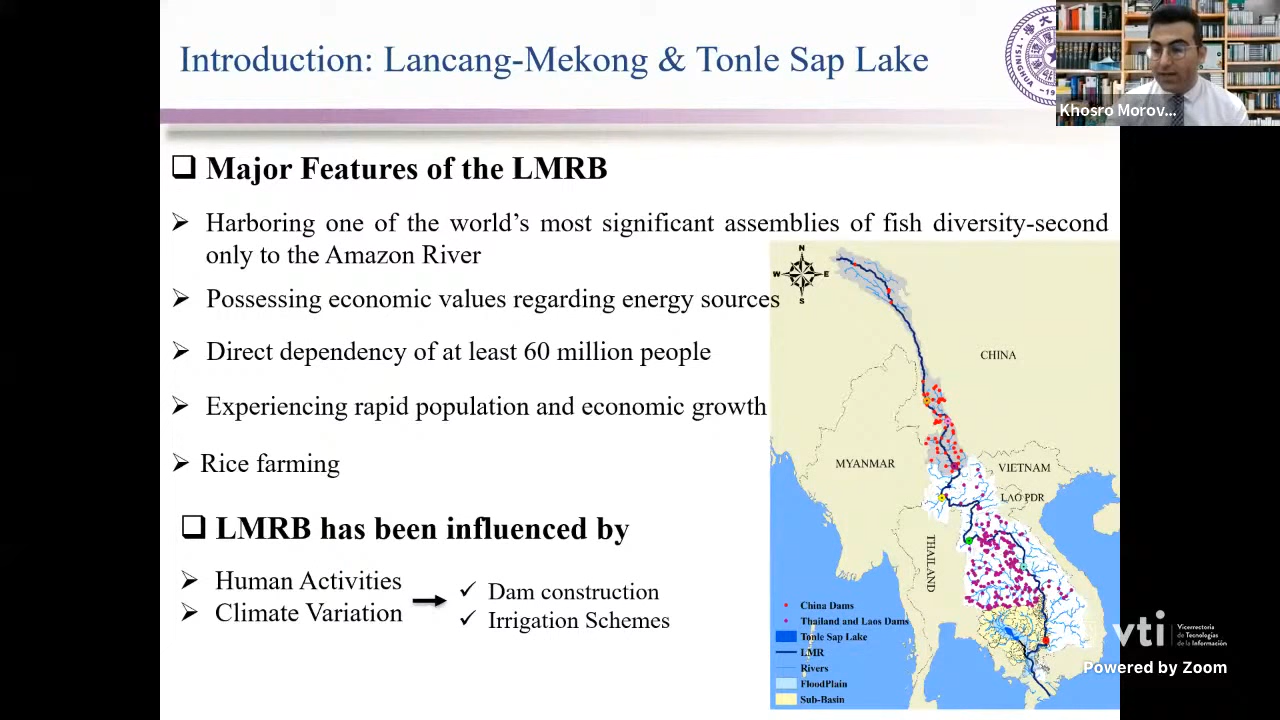 Introduction: Lancang-Mekong & Tonle Sap Lake
TSINGHUA
Khosro Morov...
Major Features of the LMRB
Harboring one of the world's most significant assemblies of fish diversity-second
only to the Amazon River
Possessing economic values regarding energy sources
Direct dependency of at least 60 million people
Experiencing rapid population and economic growth
Rice farming
LMRB has been influenced by
Human Activities
Climate Variation
Dam construction
Irrigation Schemes
N
W E
S
CHINA
MYANMAR
VIETNAM
LAO PDR
THAILAND
China Dams
Thailand and Laos Dams
Tonle Sap Lake
LMR
Rivers
FloodPlain
Sub-Basin
vti
Vicerrectoría
de Tecnologías
de la Información
Powered by Zoom